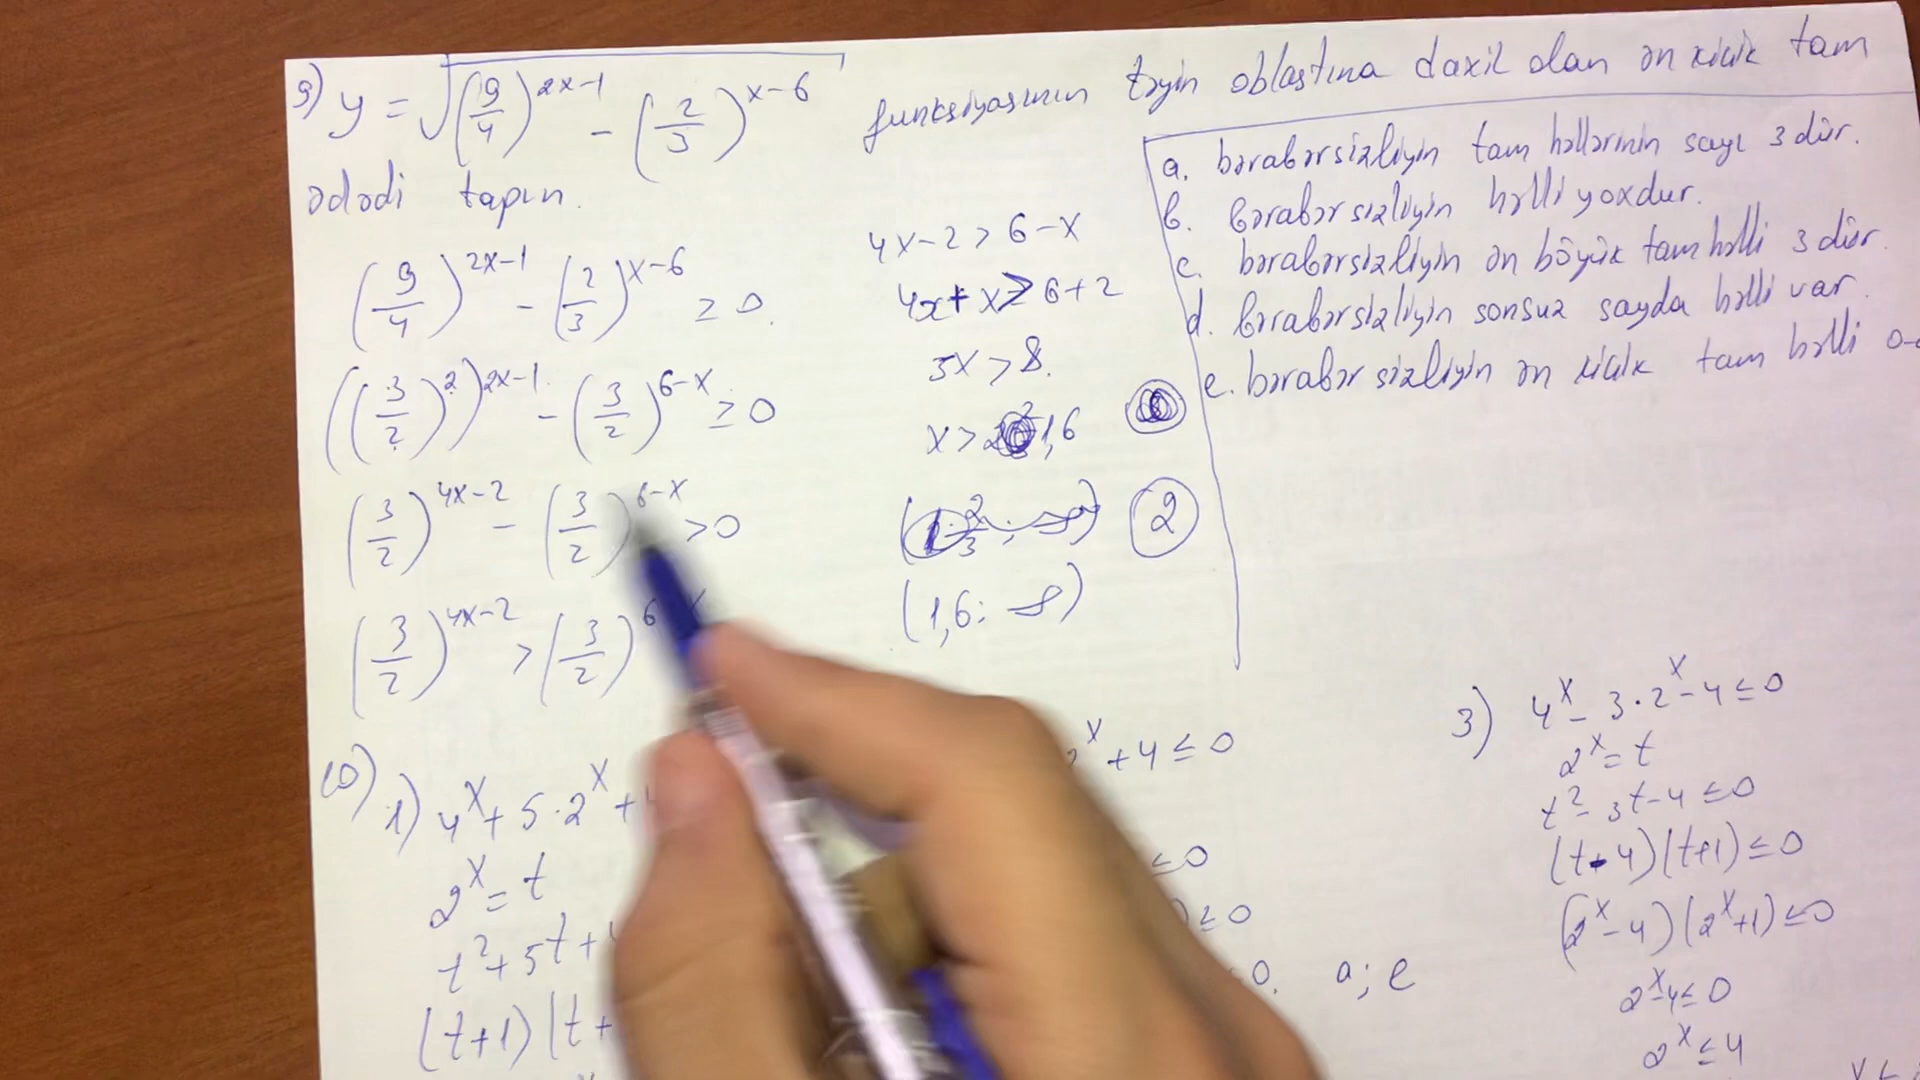 9) y = √((9/4)^(2x-1) - (2/3)^(x-6)) funksiyasının təyin oblastına daxil olan ən kiçik tam
ədədi tapın.
(9/4)^(2x-1) - (2/3)^(x-6) ≥ 0.
((3/2)^2)^(2x-1) - (3/2)^(6-x) ≥ 0
(3/2)^(4x-2) - (3/2)^(6-x) > 0
(3/2)^(4x-2) > (3/2)^6
4x-2 > 6-x
4x+x ≥ 6+2
5x > 8.
x > 1,6
2
(1,6; ∞)
a. bərabərsizliyin tam həllərinin sayı 3 dür.
b. bərabərsizliyin həlli yoxdur.
c. bərabərsizliyin ən böyük tam həlli 3 dür.
d. bərabərsizliyin sonsuz sayda həlli var.
e. bərabərsizliyin ən kiçik tam həlli
10) 1) 4^x + 5·2^x +
2^x = t
t^2 + 5t +
(t+1)(t+
^x + 4 ≤ 0
≤ 0
) ≤ 0
0. a; e
3) 4^x - 3·2^x - 4 ≤ 0
2^x = t
t^2 - 3t - 4 ≤ 0
(t-4)(t+1) ≤ 0
(2^x - 4)(2^x + 1) ≤ 0
2^x - 4 ≤ 0
2^x ≤ 4